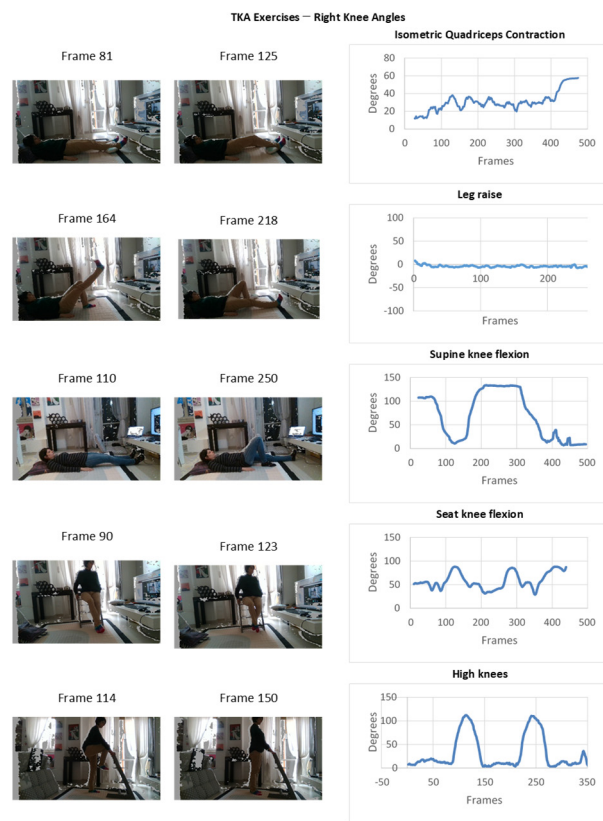 TKA Exercises – Right Knee Angles
Frame 81
Frame 125
Isometric Quadriceps Contraction
80
60
40
20
0
Degrees
0 100 200 300 400 500
Frames
Frame 164
Frame 218
Leg raise
100
50
0
-50
-100
Degrees
0 100 200
Frames
Frame 110
Frame 250
Supine knee flexion
150
100
50
0
Degrees
0 100 200 300 400 500
Frames
Frame 90
Frame 123
Seat knee flexion
150
100
50
0
Degrees
0 100 200 300 400 500
Frames
Frame 114
Frame 150
High knees
150
100
50
0
Degrees
-50 50 150 250 350
Frames